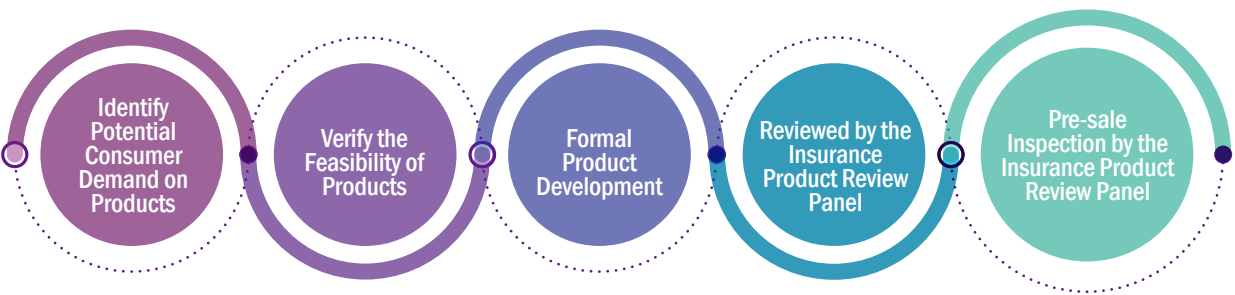 Identify
Potential
Consumer
Demand on
Products
Verify the
Feasibility of
Products
Formal
Product
Development
Reviewed by the
Insurance
Product Review
Panel
Pre-sale
Inspection by the
Insurance Product
Review Panel